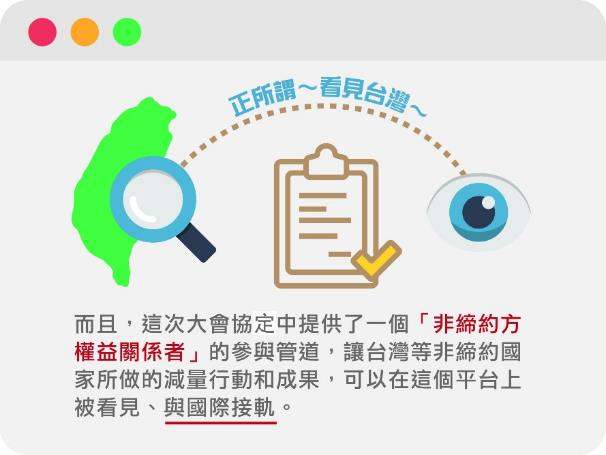 正所謂～看見台灣～
而且，這次大會協定中提供了一個「非締約方
權益關係者」的參與管道，讓台灣等非締約國
家所做的減量行動和成果，可以在這個平台上
被看見、與國際接軌。